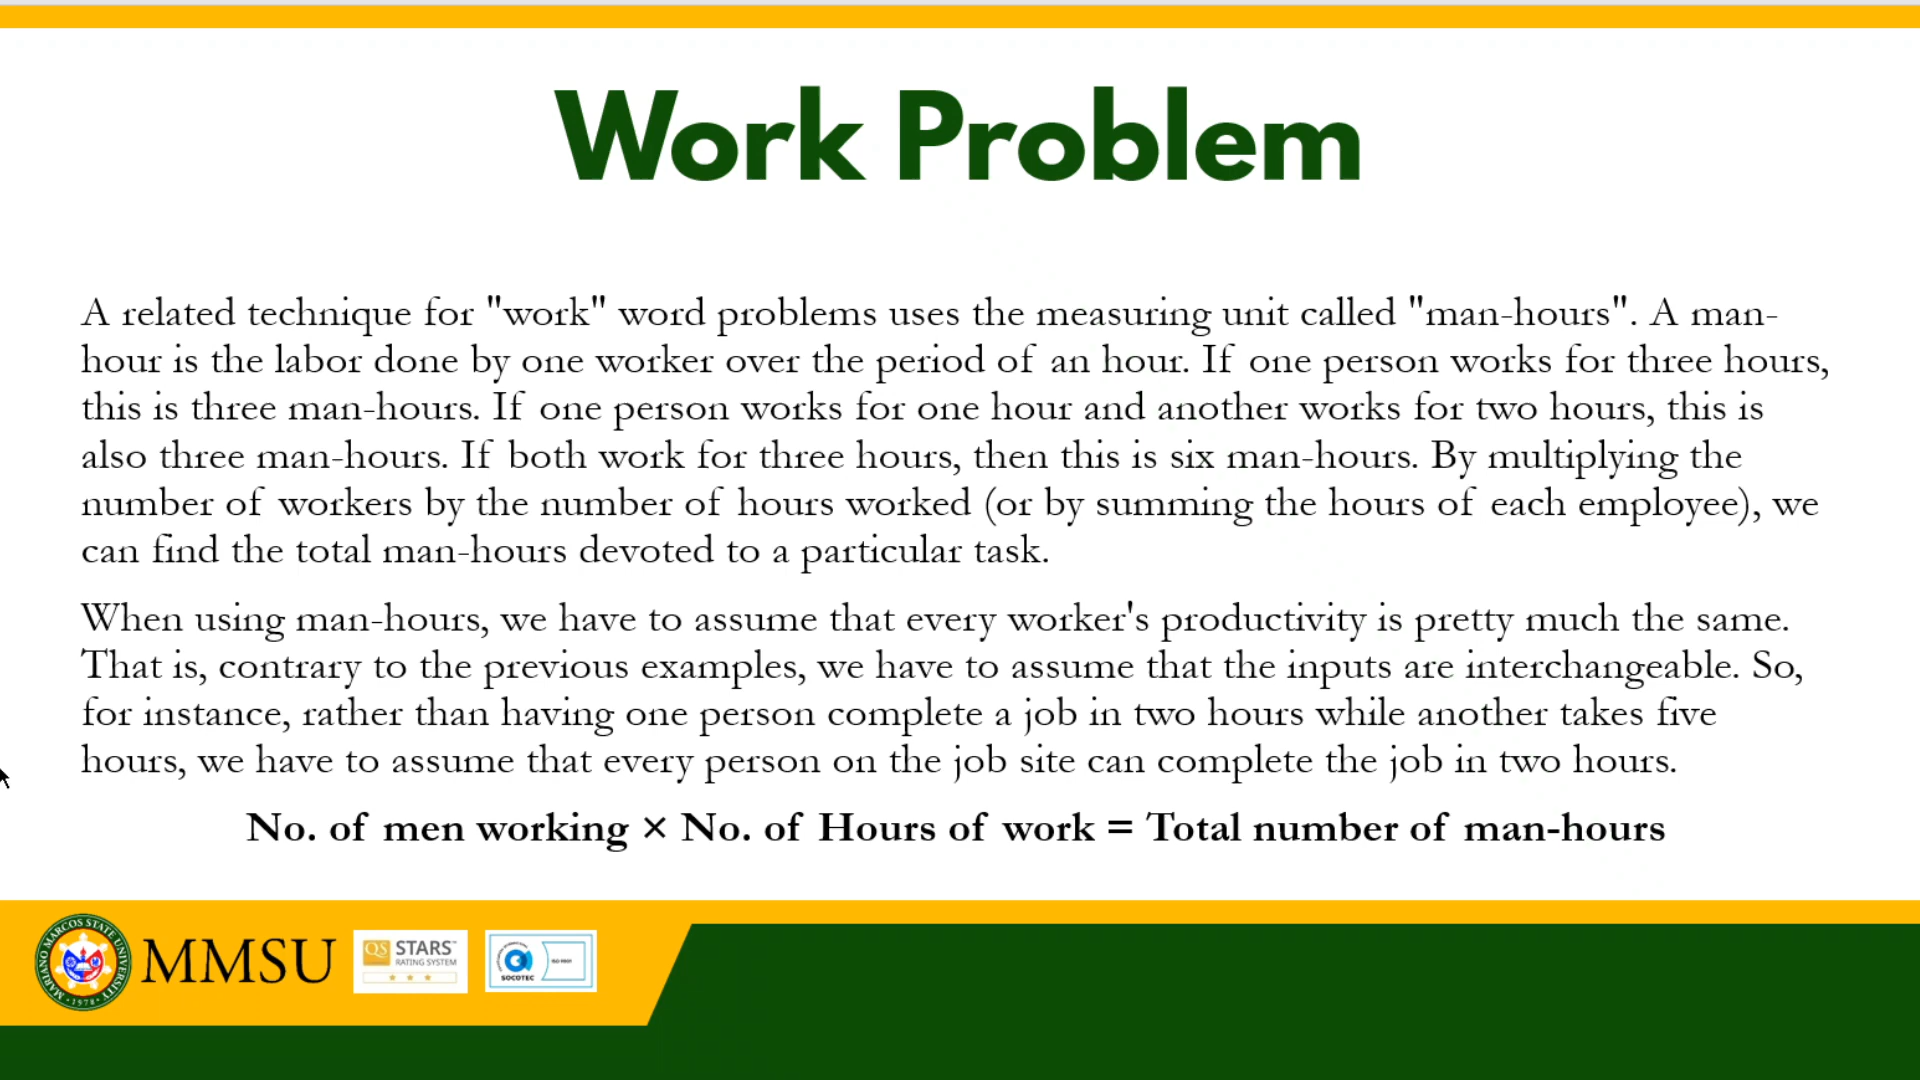 Work Problem
A related technique for "work" word problems uses the measuring unit called "man-hours". A man-
hour is the labor done by one worker over the period of an hour. If one person works for three hours,
this is three man-hours. If one person works for one hour and another works for two hours, this is
also three man-hours. If both work for three hours, then this is six man-hours. By multiplying the
number of workers by the number of hours worked (or by summing the hours of each employee), we
can find the total man-hours devoted to a particular task.
When using man-hours, we have to assume that every worker's productivity is pretty much the same.
That is, contrary to the previous examples, we have to assume that the inputs are interchangeable. So,
for instance, rather than having one person complete a job in two hours while another takes five
hours, we have to assume that every person on the job site can complete the job in two hours.
No. of men working × No. of Hours of work = Total number of man-hours
MARIANO MARCOS STATE UNIVERSITY
1978
MMSU
QS STARS™
RATING SYSTEM
SOCOTEC
ISO 9001